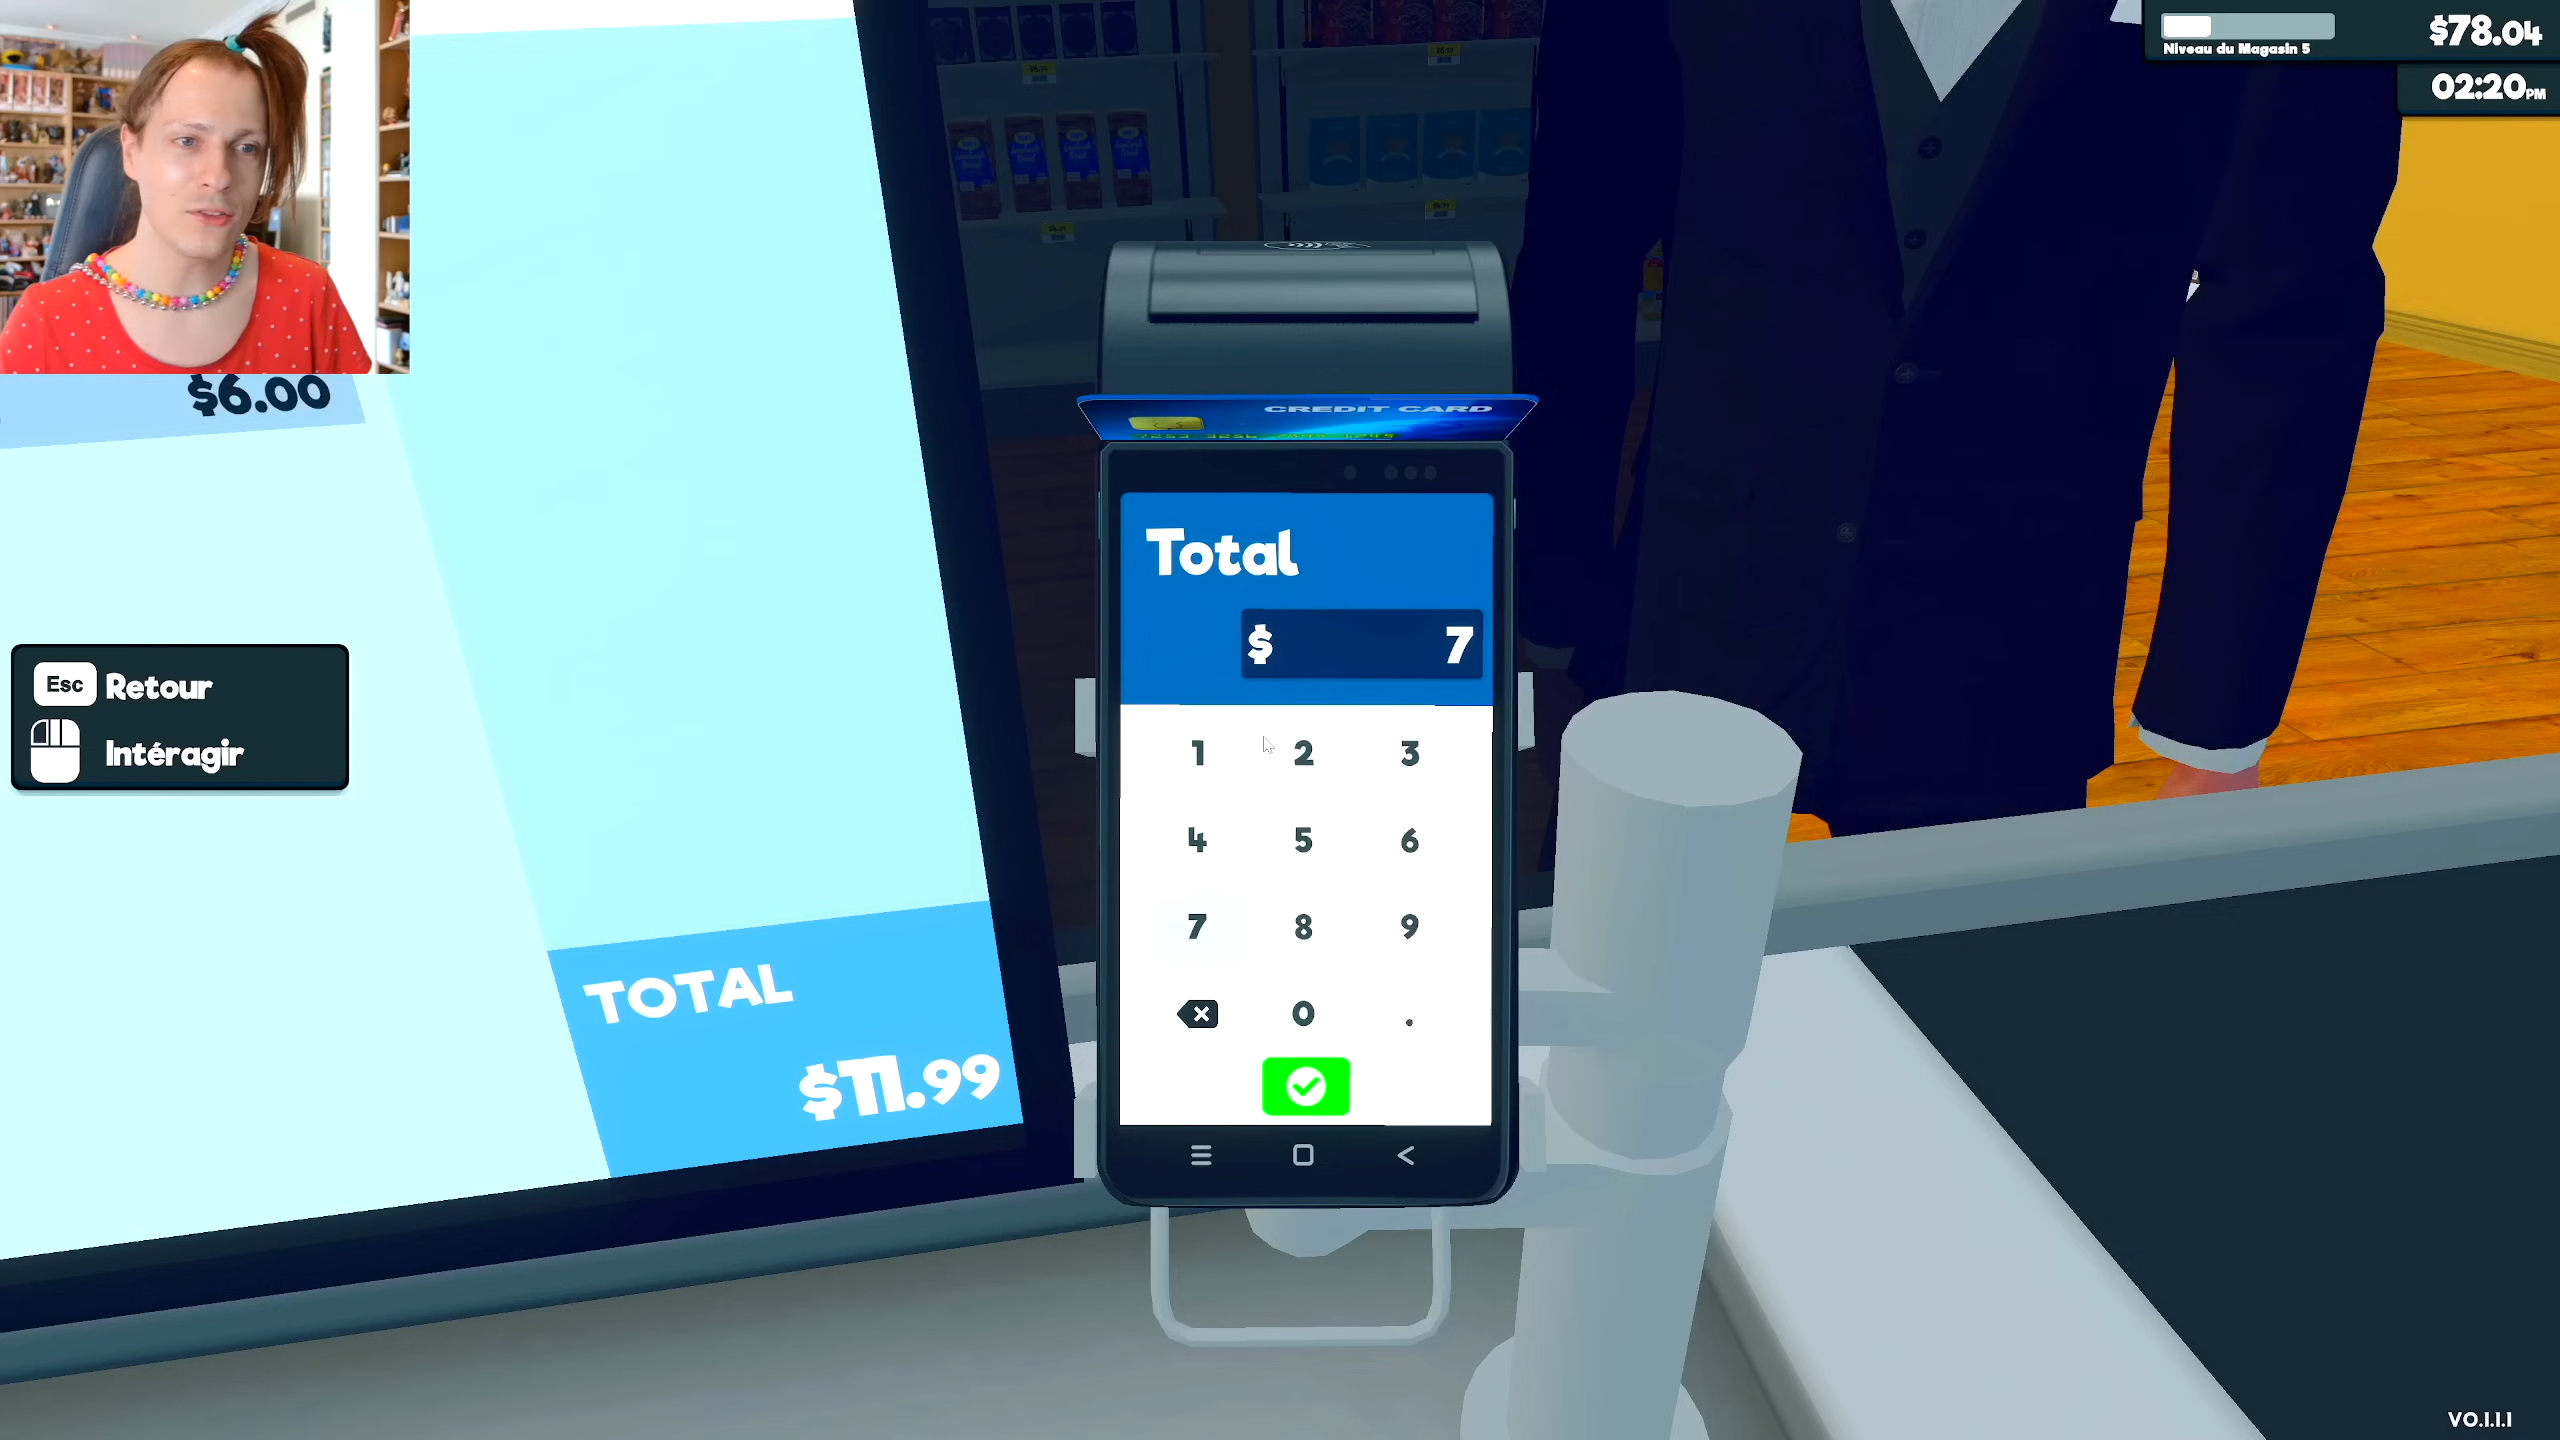 $78.04
Niveau du Magasin 5
02:20PM
$6.00
CREDIT CARD
Total
$ 7
Esc Retour
Intéragir
1 2 3
4 5 6
7 8 9
0 .
TOTAL
$11.99
V0.1.1.1